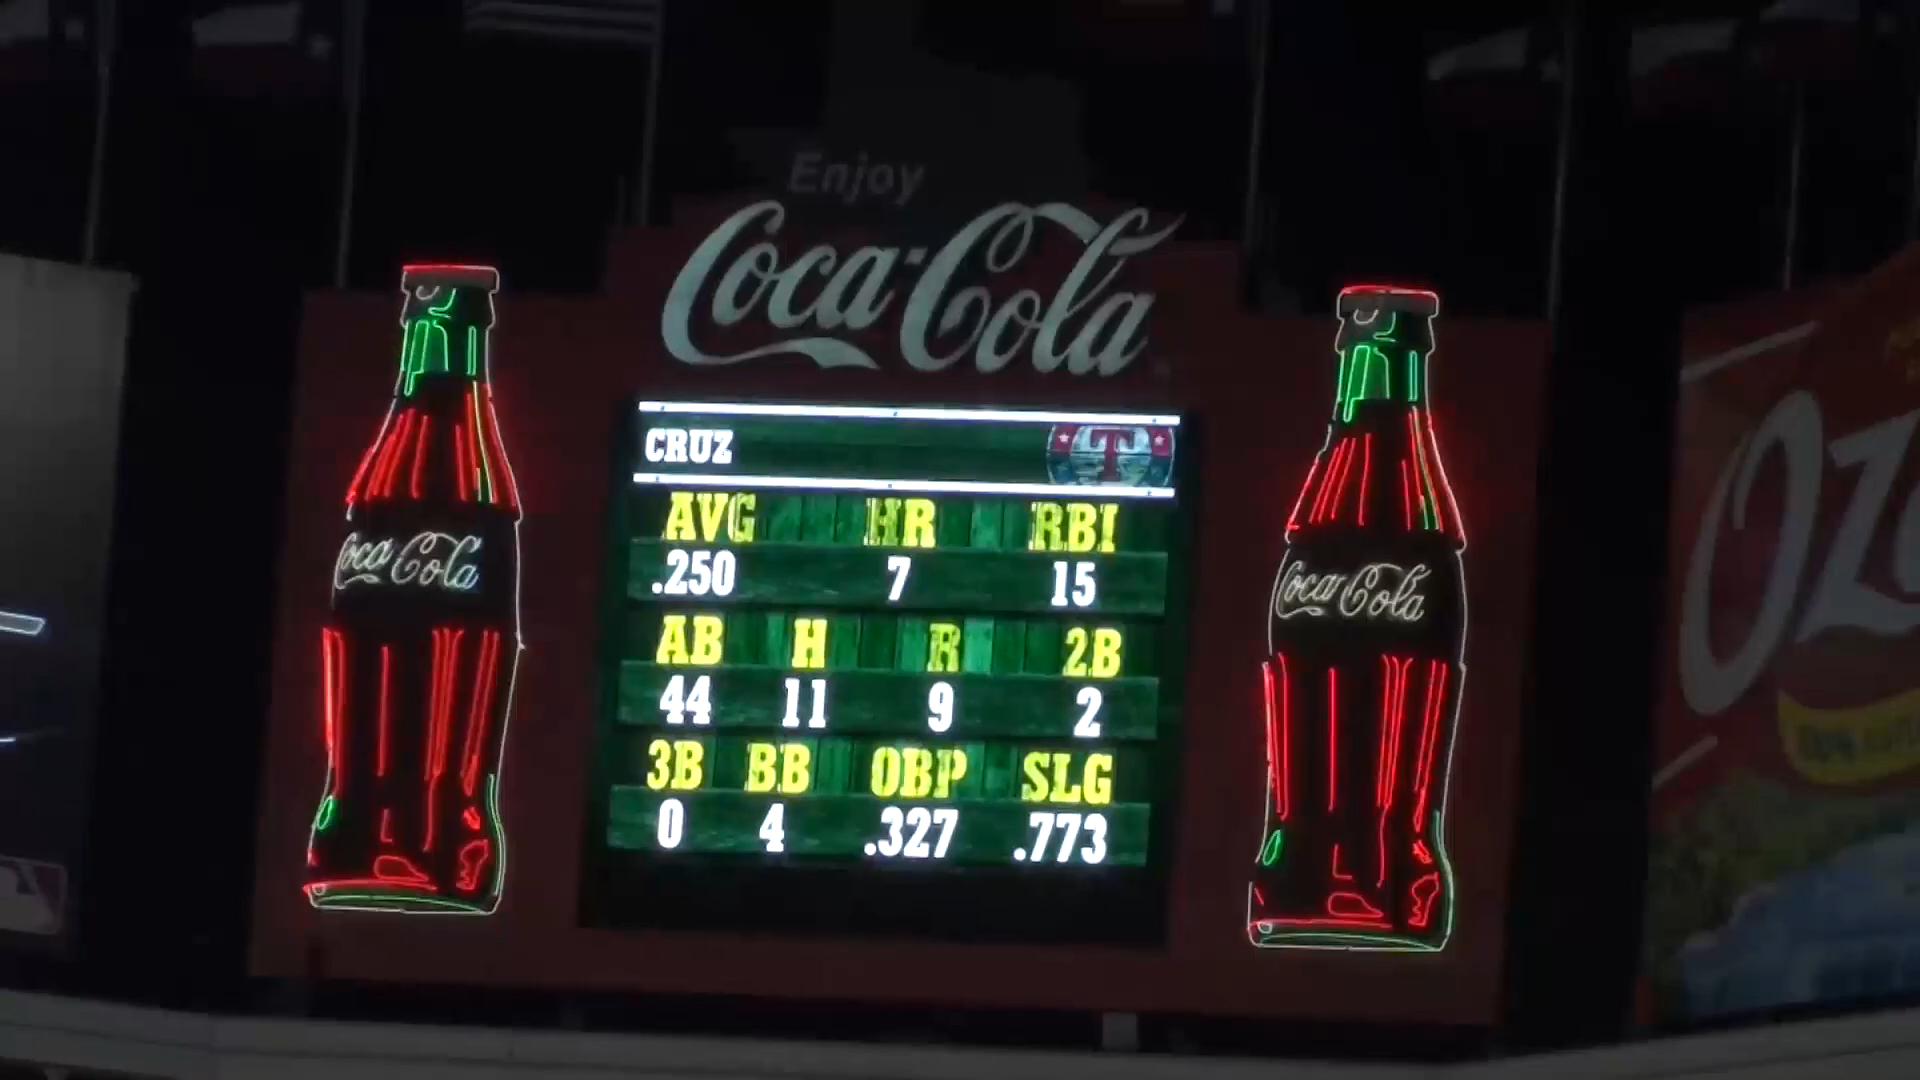 Enjoy
Coca-Cola
CRUZ T
AVG HR RBI
.250 7 15
AB H R 2B
44 11 9 2
3B BB OBP SLG
0 4 .327 .773
Coca-Cola
Coca-Cola